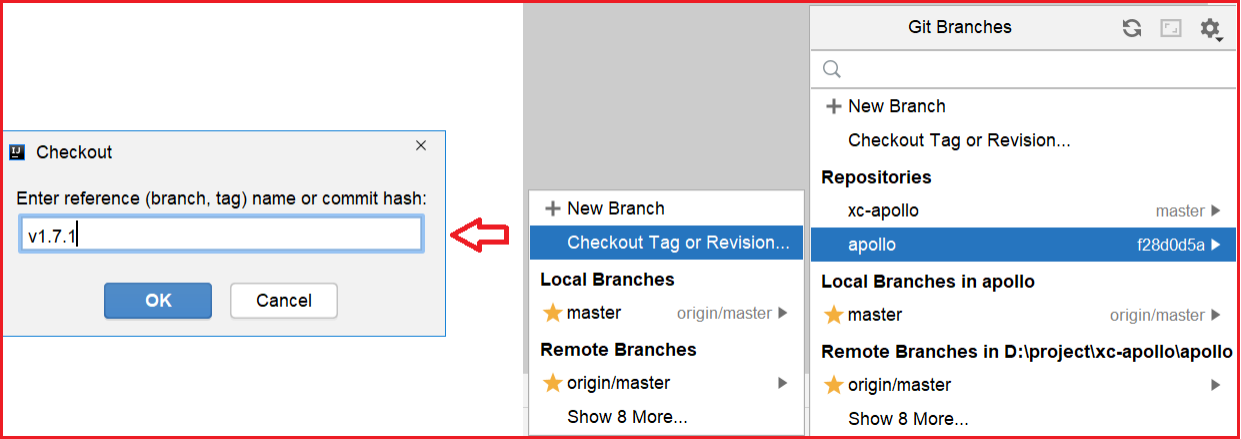 IJ
Checkout
Enter reference (branch, tag) name or commit hash:
v1.7.1
OK
Cancel
New Branch
Checkout Tag or Revision...
Local Branches
master origin/master
Remote Branches
origin/master
Show 8 More...
Git Branches
New Branch
Checkout Tag or Revision...
Repositories
xc-apollo master
apollo f28d0d5a
Local Branches in apollo
master origin/master
Remote Branches in D:\project\xc-apollo\apollo
origin/master
Show 8 More...